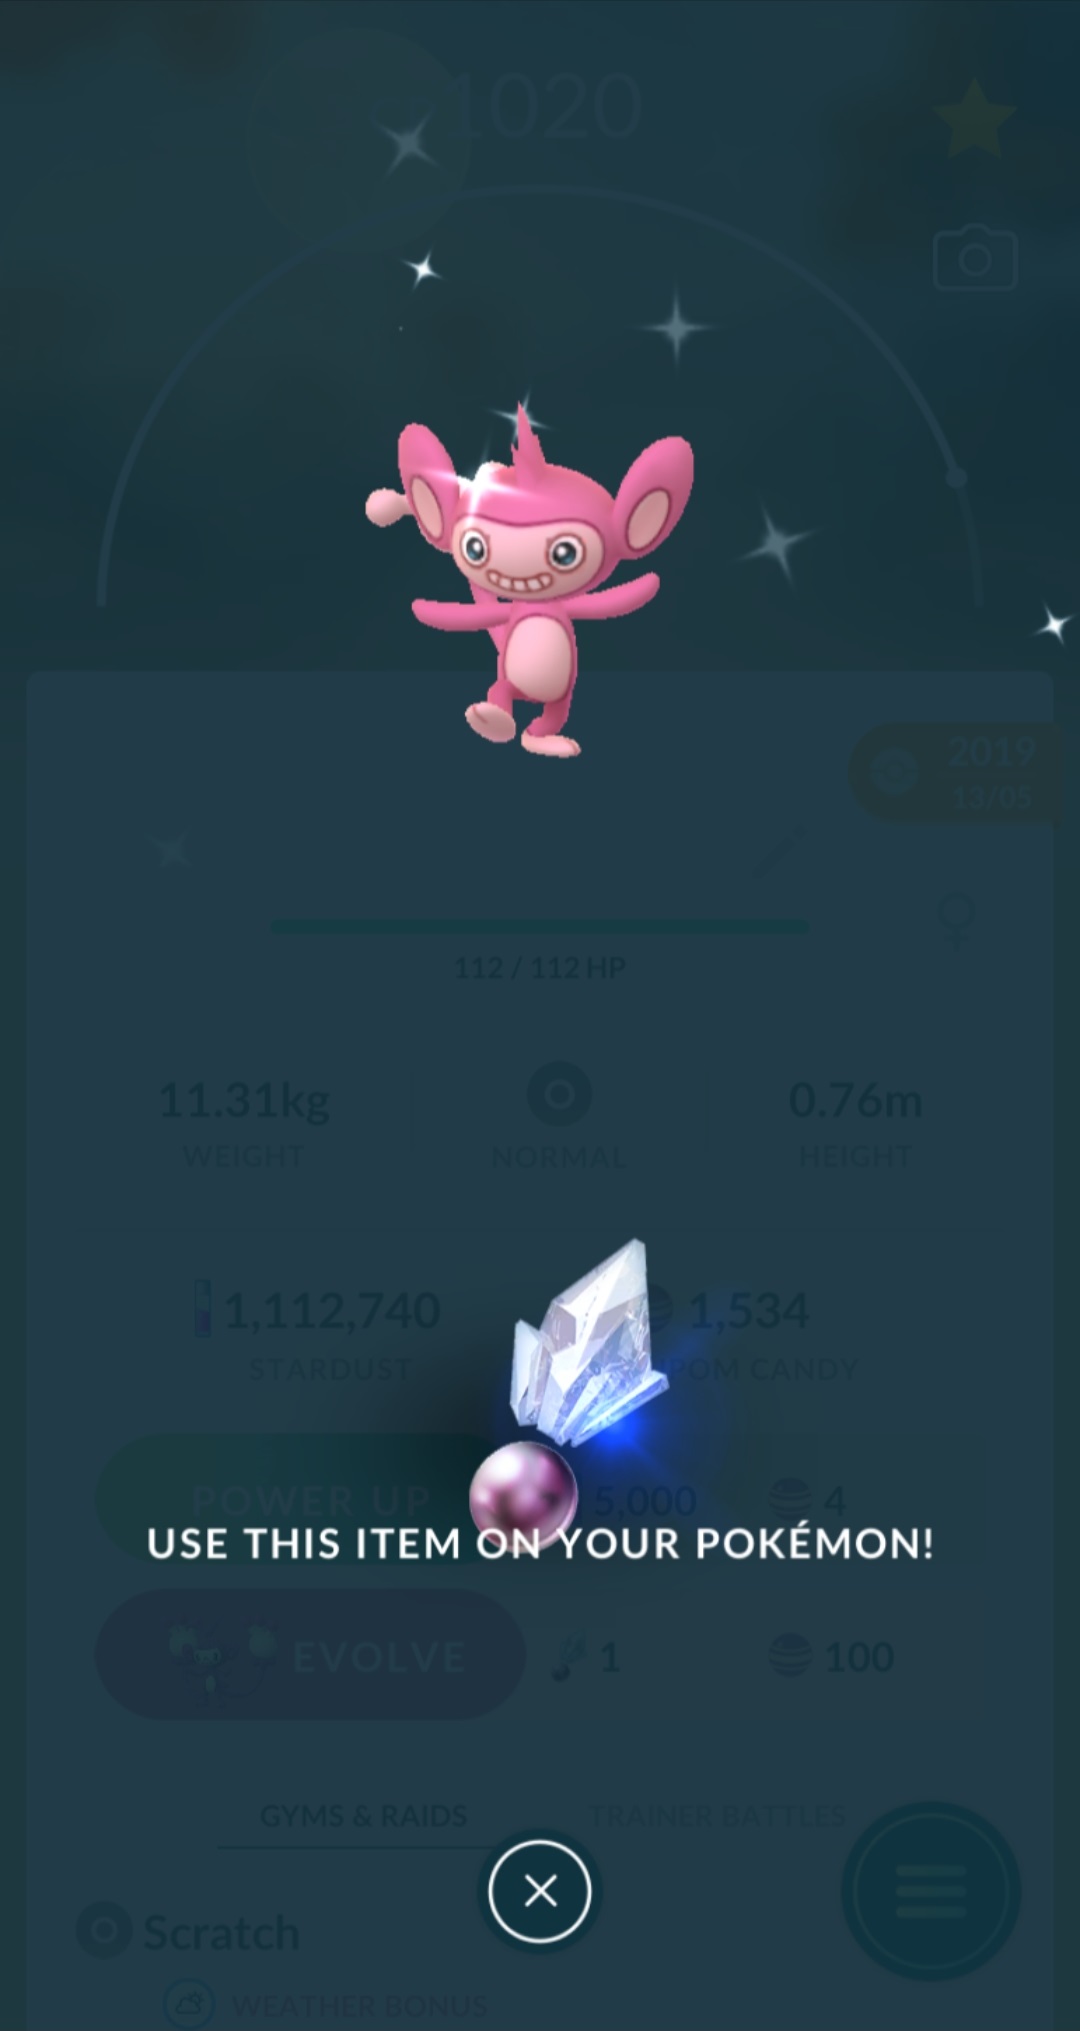 1020
2019
13/05
112 / 112 HP
11.31kg
WEIGHT
NORMAL
0.76m
HEIGHT
1,112,740
STARDUST
1,534
POM CANDY
POWER UP
5,000
4
USE THIS ITEM ON YOUR POKÉMON!
EVOLVE
1
100
GYMS & RAIDS
TRAINER BATTLES
Scratch
WEATHER BONUS